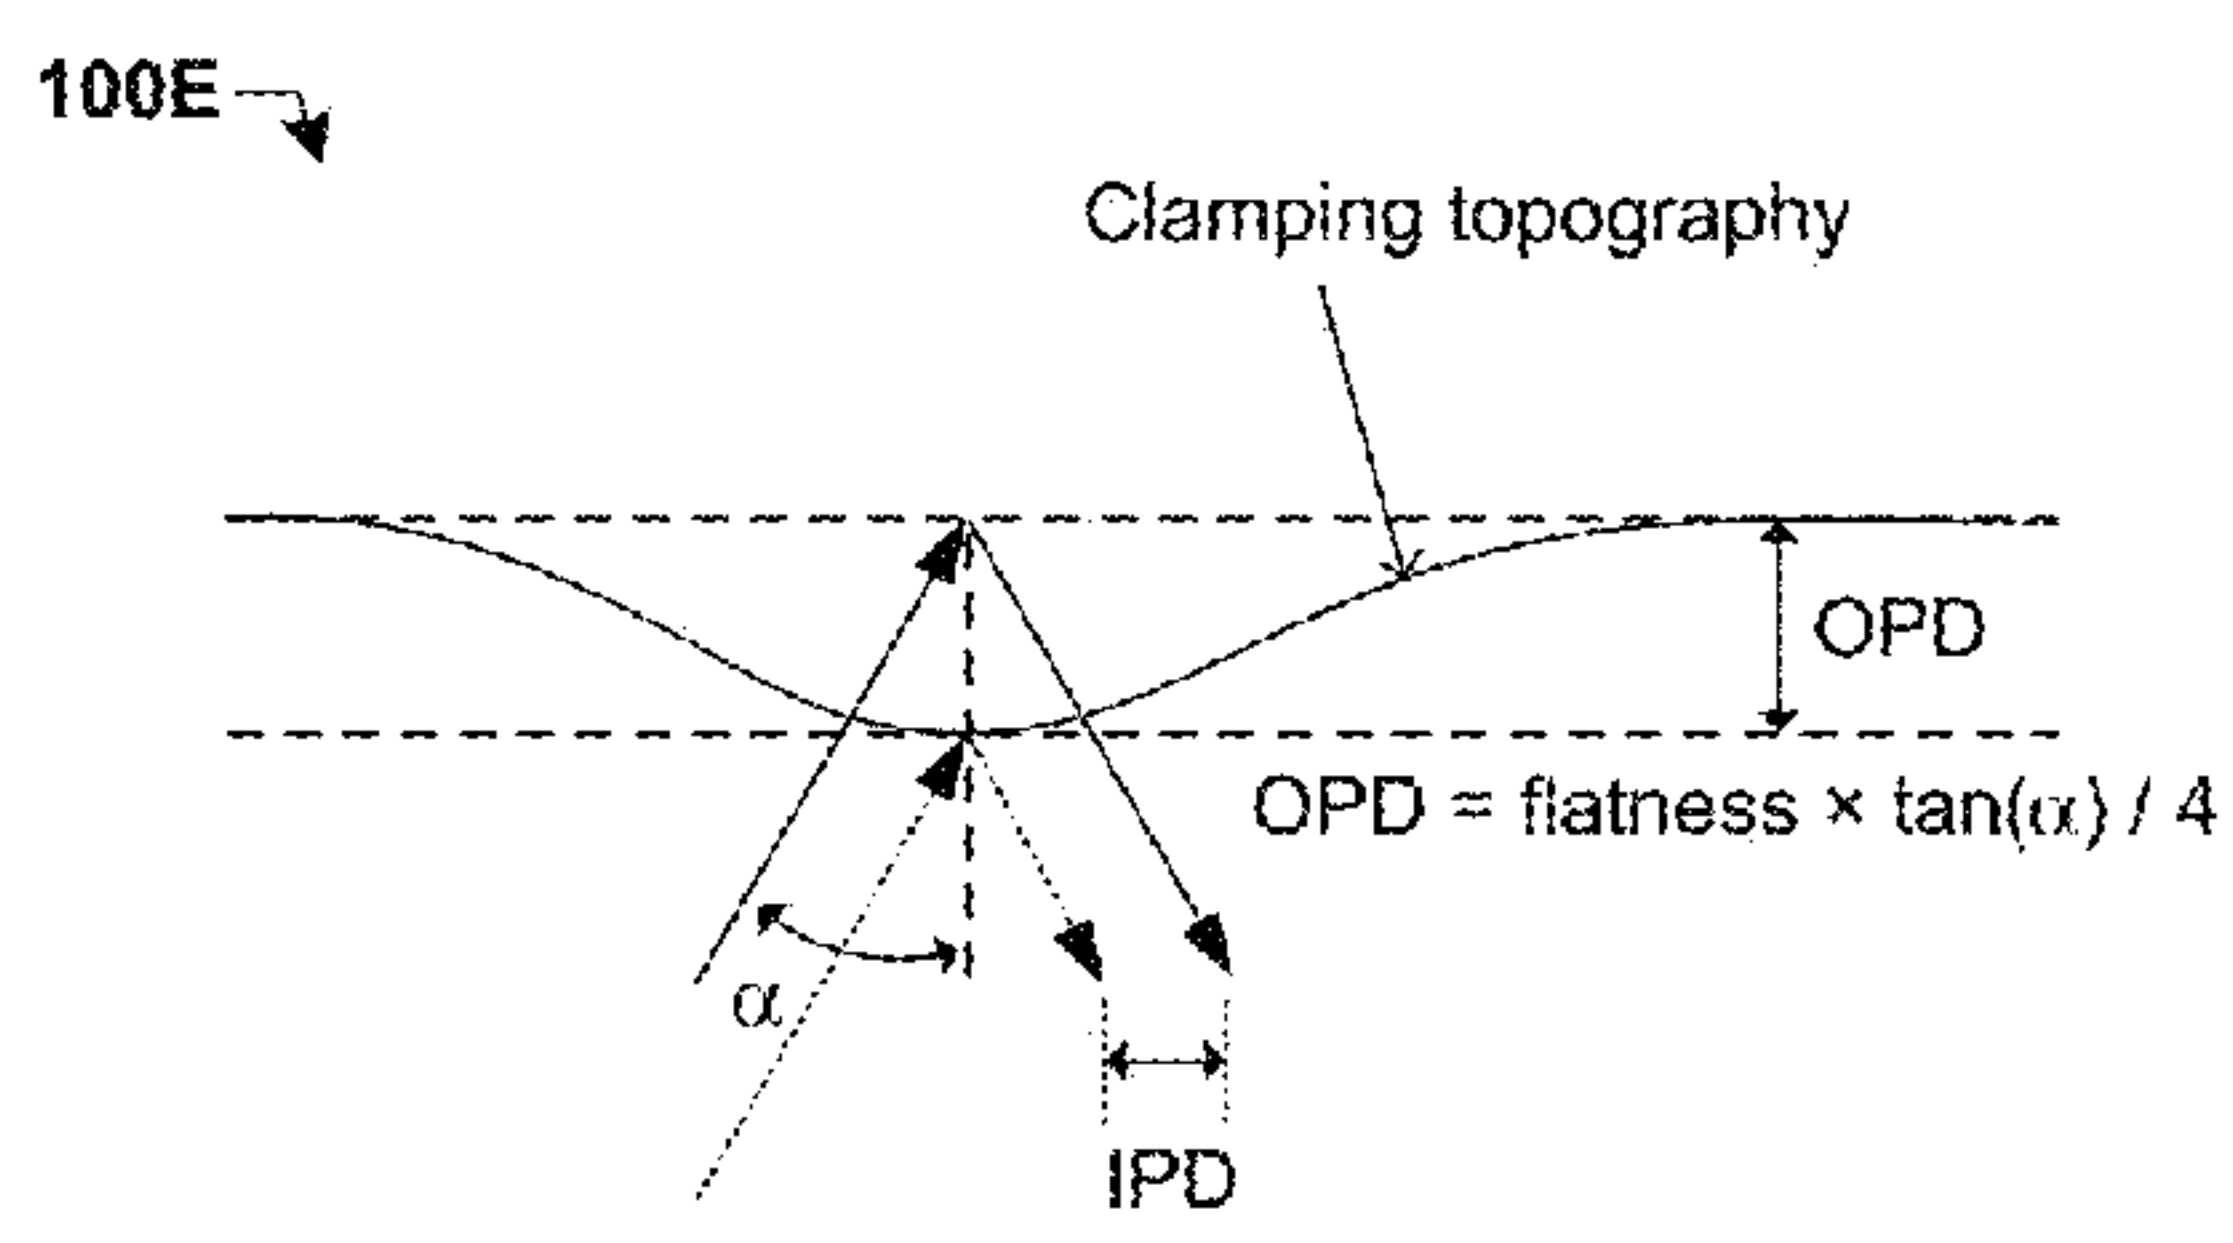 100E
Clamping topography
OPD
OPD = flatness × tan(α) / 4
α
IPD